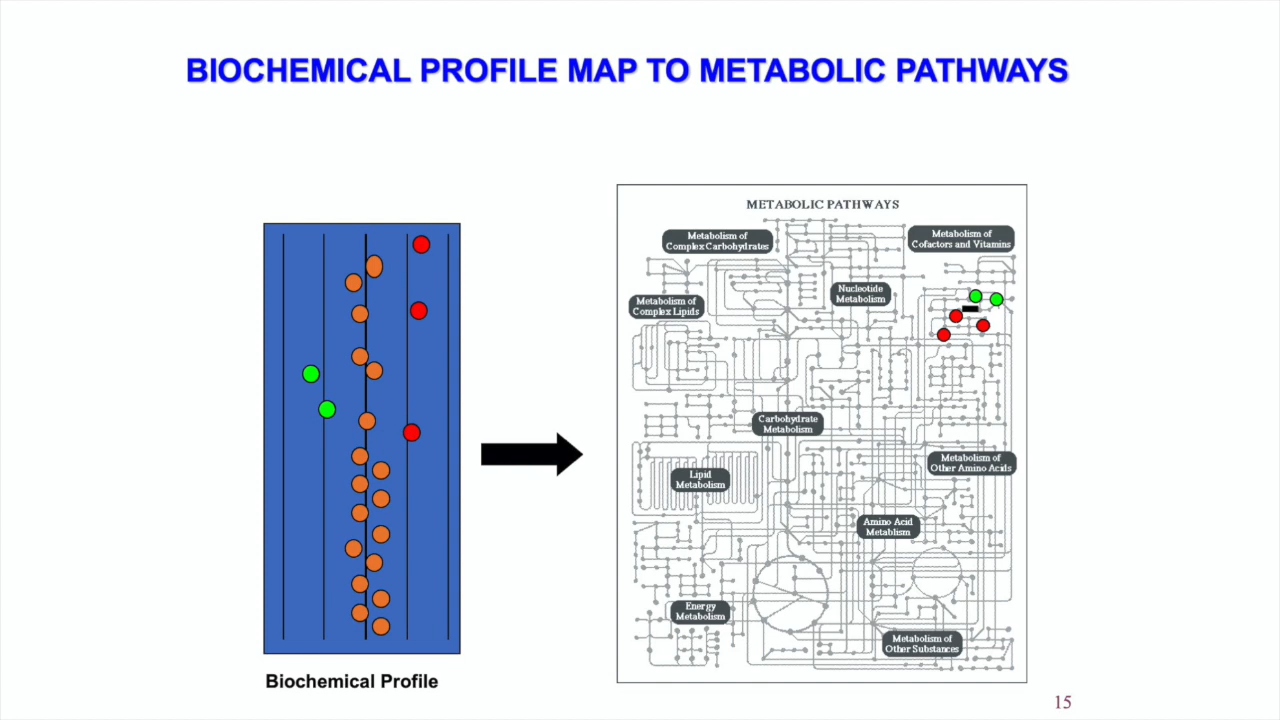 BIOCHEMICAL PROFILE MAP TO METABOLIC PATHWAYS
METABOLIC PATHWAYS
Metabolism of
Complex Carbohydrates
Metabolism of
Cofactors and Vitamins
Nucleotide
Metabolism
Metabolism of
Complex Lipids
Carbohydrate
Metabolism
Metabolism of
Other Amino Acids
Lipid
Metabolism
Amino Acid
Metablism
Energy
Metabolism
Metabolism of
Other Substances
Biochemical Profile
15